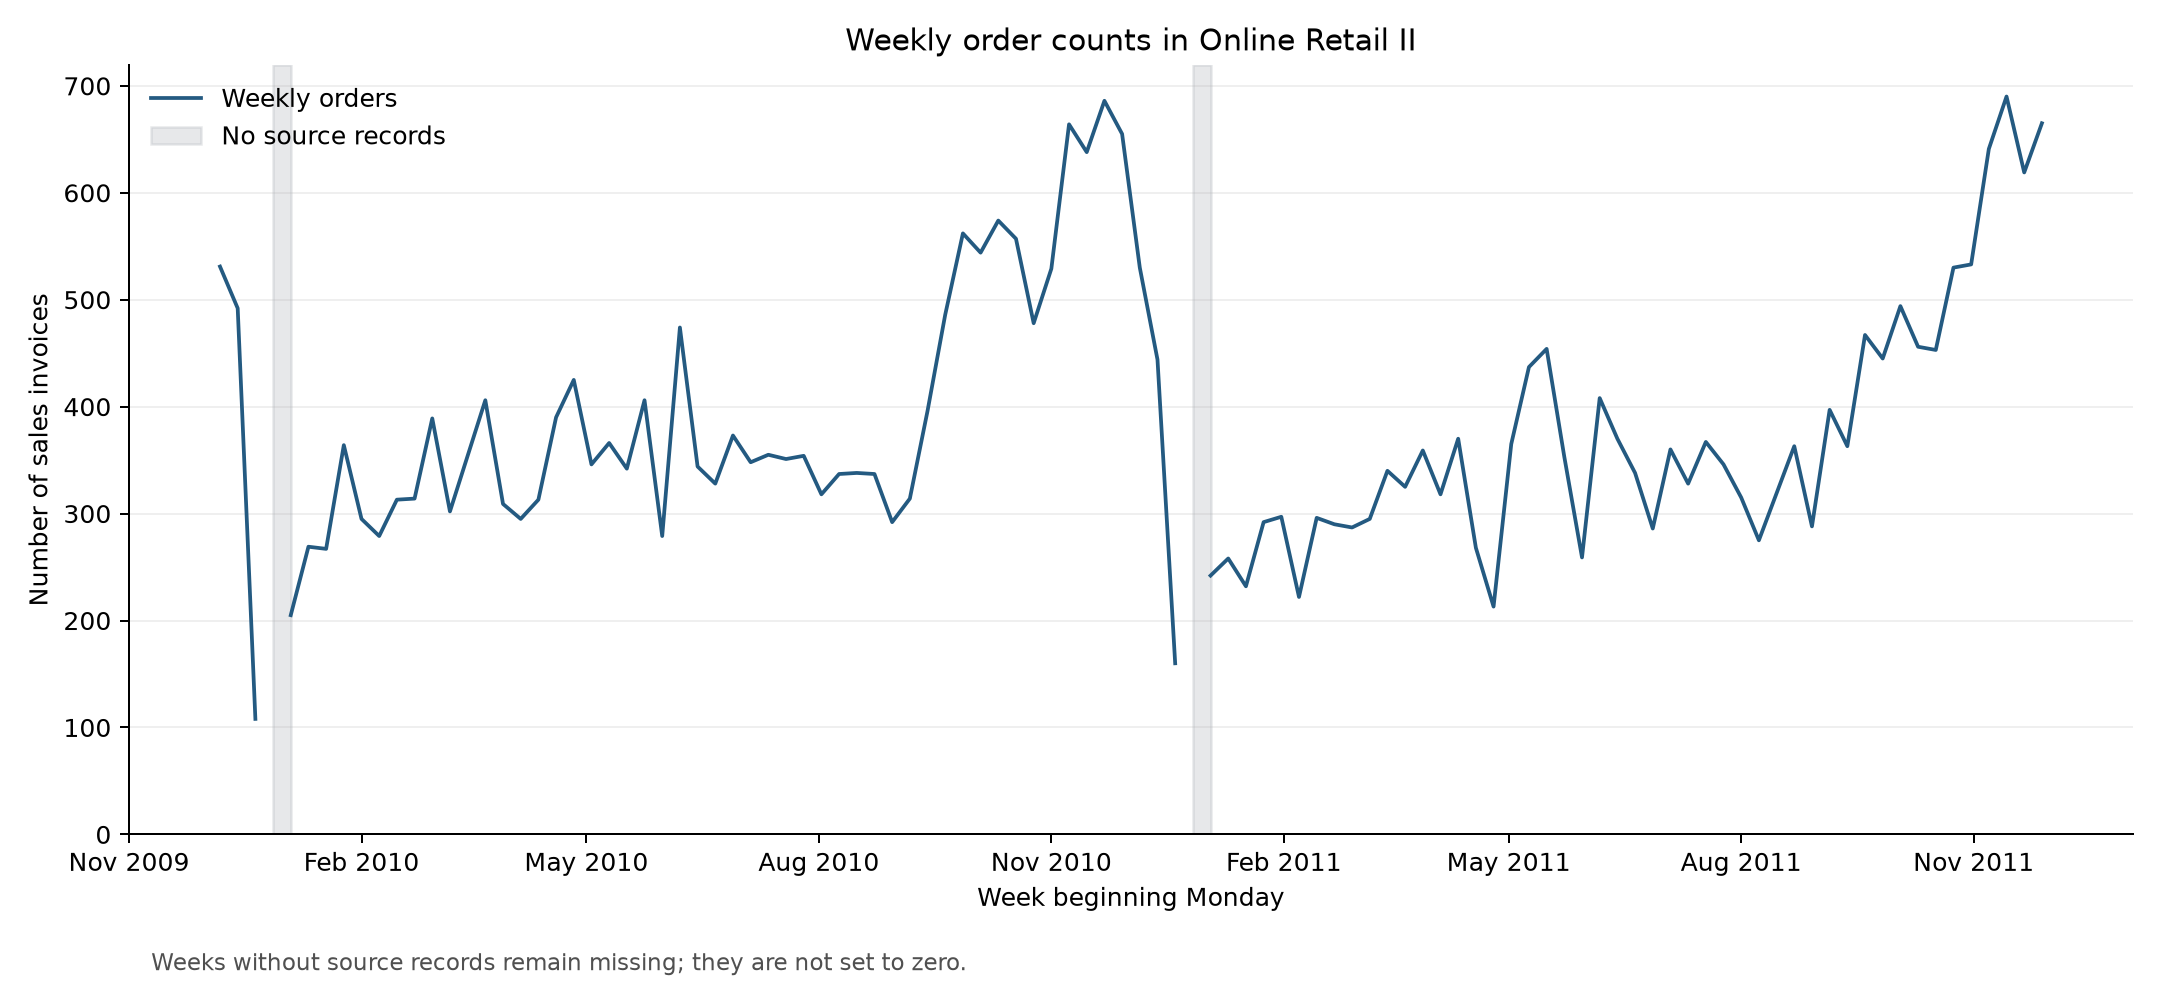 Weekly order counts in Online Retail II
Weekly orders
No source records
Number of sales invoices
700
600
500
400
300
200
100
0
Nov 2009 Feb 2010 May 2010 Aug 2010 Nov 2010 Feb 2011 May 2011 Aug 2011 Nov 2011
Week beginning Monday
Weeks without source records remain missing; they are not set to zero.